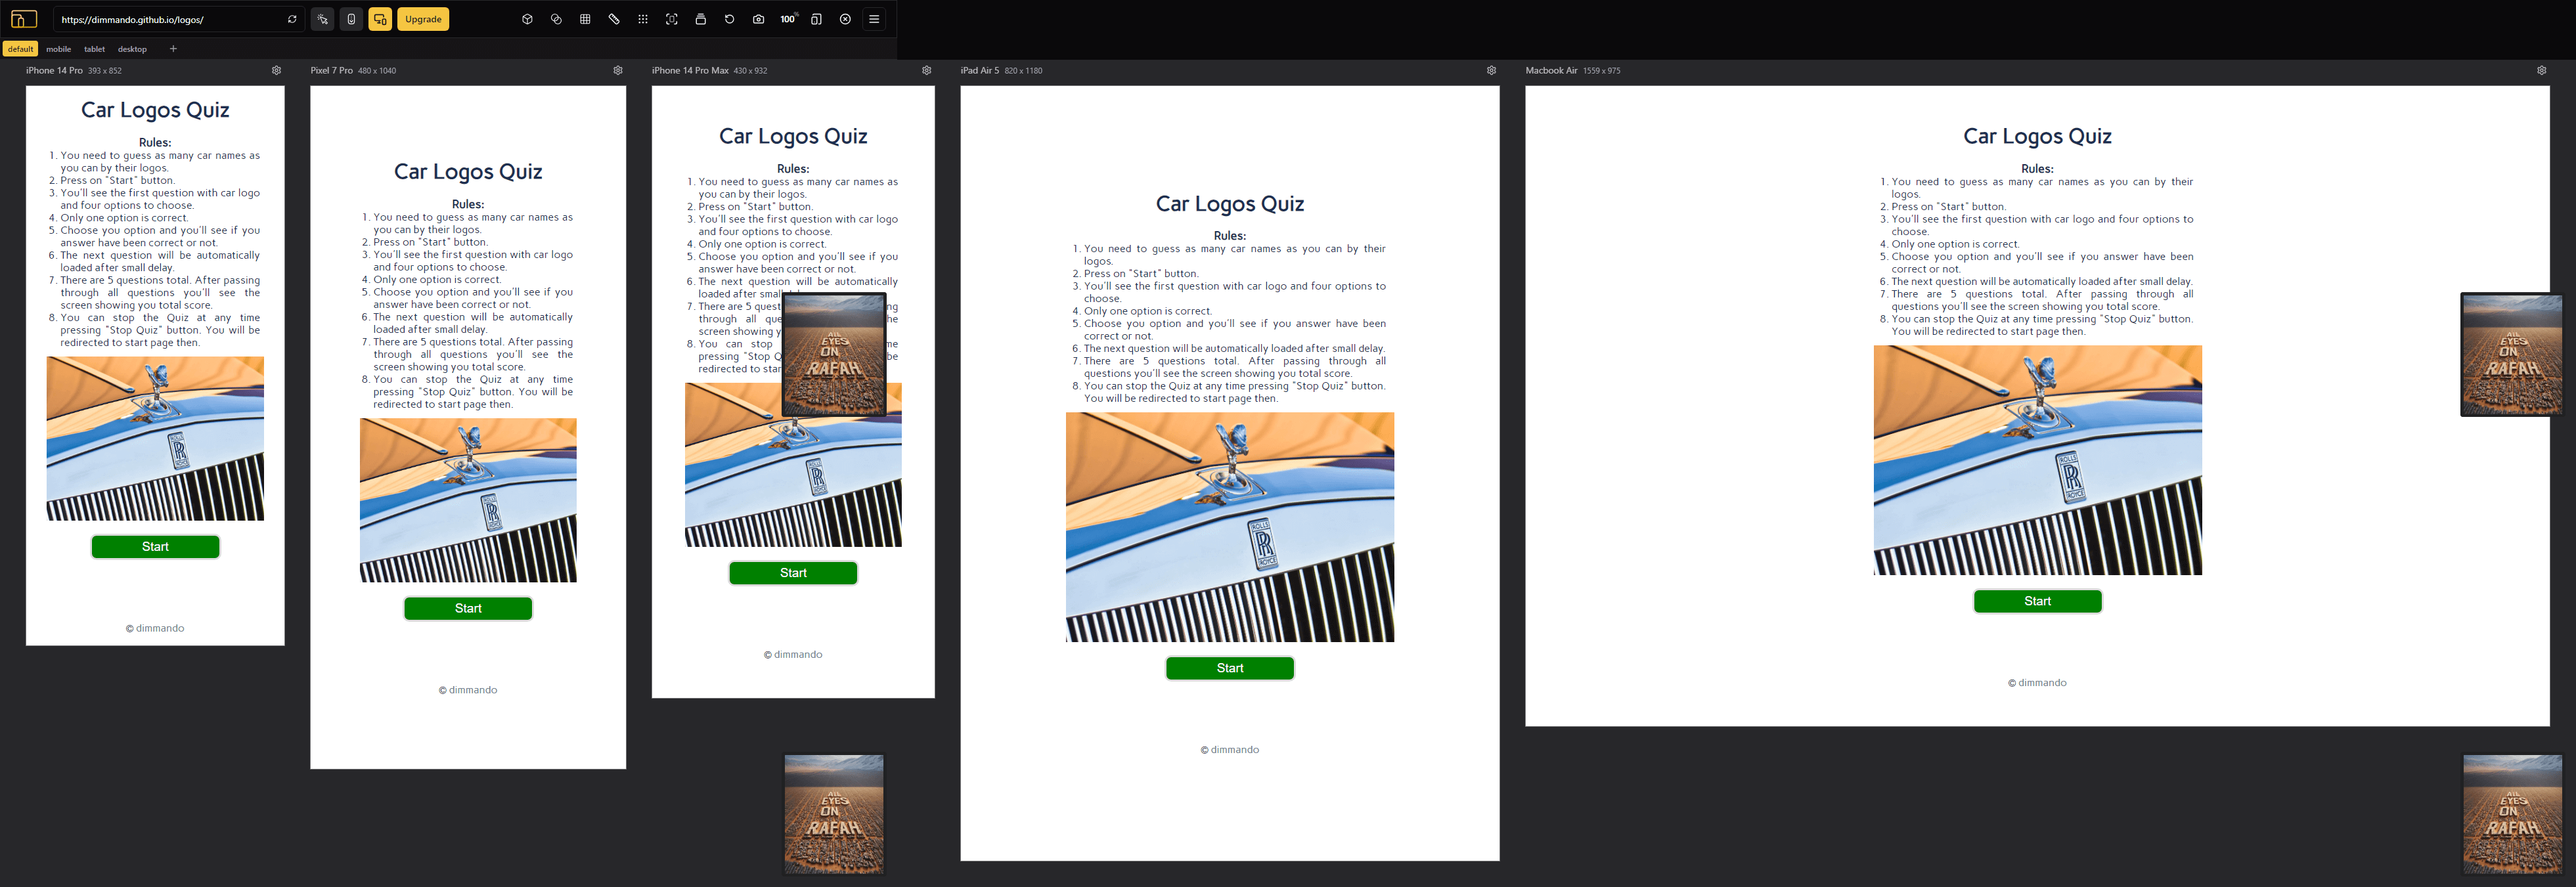 https://dimmando.github.io/logos/
Upgrade
100%
default mobile tablet desktop +
iPhone 14 Pro 393 x 852
Car Logos Quiz
Rules:
1. You need to guess as many car names as
you can by their logos.
2. Press on "Start" button.
3. You'll see the first question with car logo
and four options to choose.
4. Only one option is correct.
5. Choose you option and you'll see if you
answer have been correct or not.
6. The next question will be automatically
loaded after small delay.
7. There are 5 questions total. After passing
through all questions you'll see the
screen showing you total score.
8. You can stop the Quiz at any time
pressing "Stop Quiz" button. You will be
redirected to start page then.
Start
© dimmando
Pixel 7 Pro 480 x 1040
Car Logos Quiz
Rules:
1. You need to guess as many car names as
you can by their logos.
2. Press on "Start" button.
3. You'll see the first question with car logo
and four options to choose.
4. Only one option is correct.
5. Choose you option and you'll see if you
answer have been correct or not.
6. The next question will be automatically
loaded after small delay.
7. There are 5 questions total. After passing
through all questions you'll see the
screen showing you total score.
8. You can stop the Quiz at any time
pressing "Stop Quiz" button. You will be
redirected to start page then.
Start
© dimmando
iPhone 14 Pro Max 430 x 932
Car Logos Quiz
Rules:
1. You need to guess as many car names as
you can by their logos.
2. Press on "Start" button.
3. You'll see the first question with car logo
and four options to choose.
4. Only one option is correct.
5. Choose you option and you'll see if you
answer have been correct or not.
6. The next question will be automatically
loaded after small
7. There are 5 quest ng
through all que he
screen showing y
8. You can stop me
pressing "Stop Q be
redirected to star
ALL
EYES
ON
RAFAH
Start
© dimmando
ALL
EYES
ON
RAFAH
iPad Air 5 820 x 1180
Car Logos Quiz
Rules:
1. You need to guess as many car names as you can by their
logos.
2. Press on "Start" button.
3. You'll see the first question with car logo and four options to
choose.
4. Only one option is correct.
5. Choose you option and you'll see if you answer have been
correct or not.
6. The next question will be automatically loaded after small delay.
7. There are 5 questions total. After passing through all
questions you'll see the screen showing you total score.
8. You can stop the Quiz at any time pressing "Stop Quiz" button.
You will be redirected to start page then.
ROLLS
RR
ROYCE
Start
© dimmando
Macbook Air 1559 x 975
Car Logos Quiz
Rules:
1. You need to guess as many car names as you can by their
logos.
2. Press on "Start" button.
3. You'll see the first question with car logo and four options to
choose.
4. Only one option is correct.
5. Choose you option and you'll see if you answer have been
correct or not.
6. The next question will be automatically loaded after small delay.
7. There are 5 questions total. After passing through all
questions you'll see the screen showing you total score.
8. You can stop the Quiz at any time pressing "Stop Quiz" button.
You will be redirected to start page then.
ROLLS
RR
ROYCE
Start
© dimmando
ALL
EYES
ON
RAFAH
ALL
EYES
ON
RAFAH